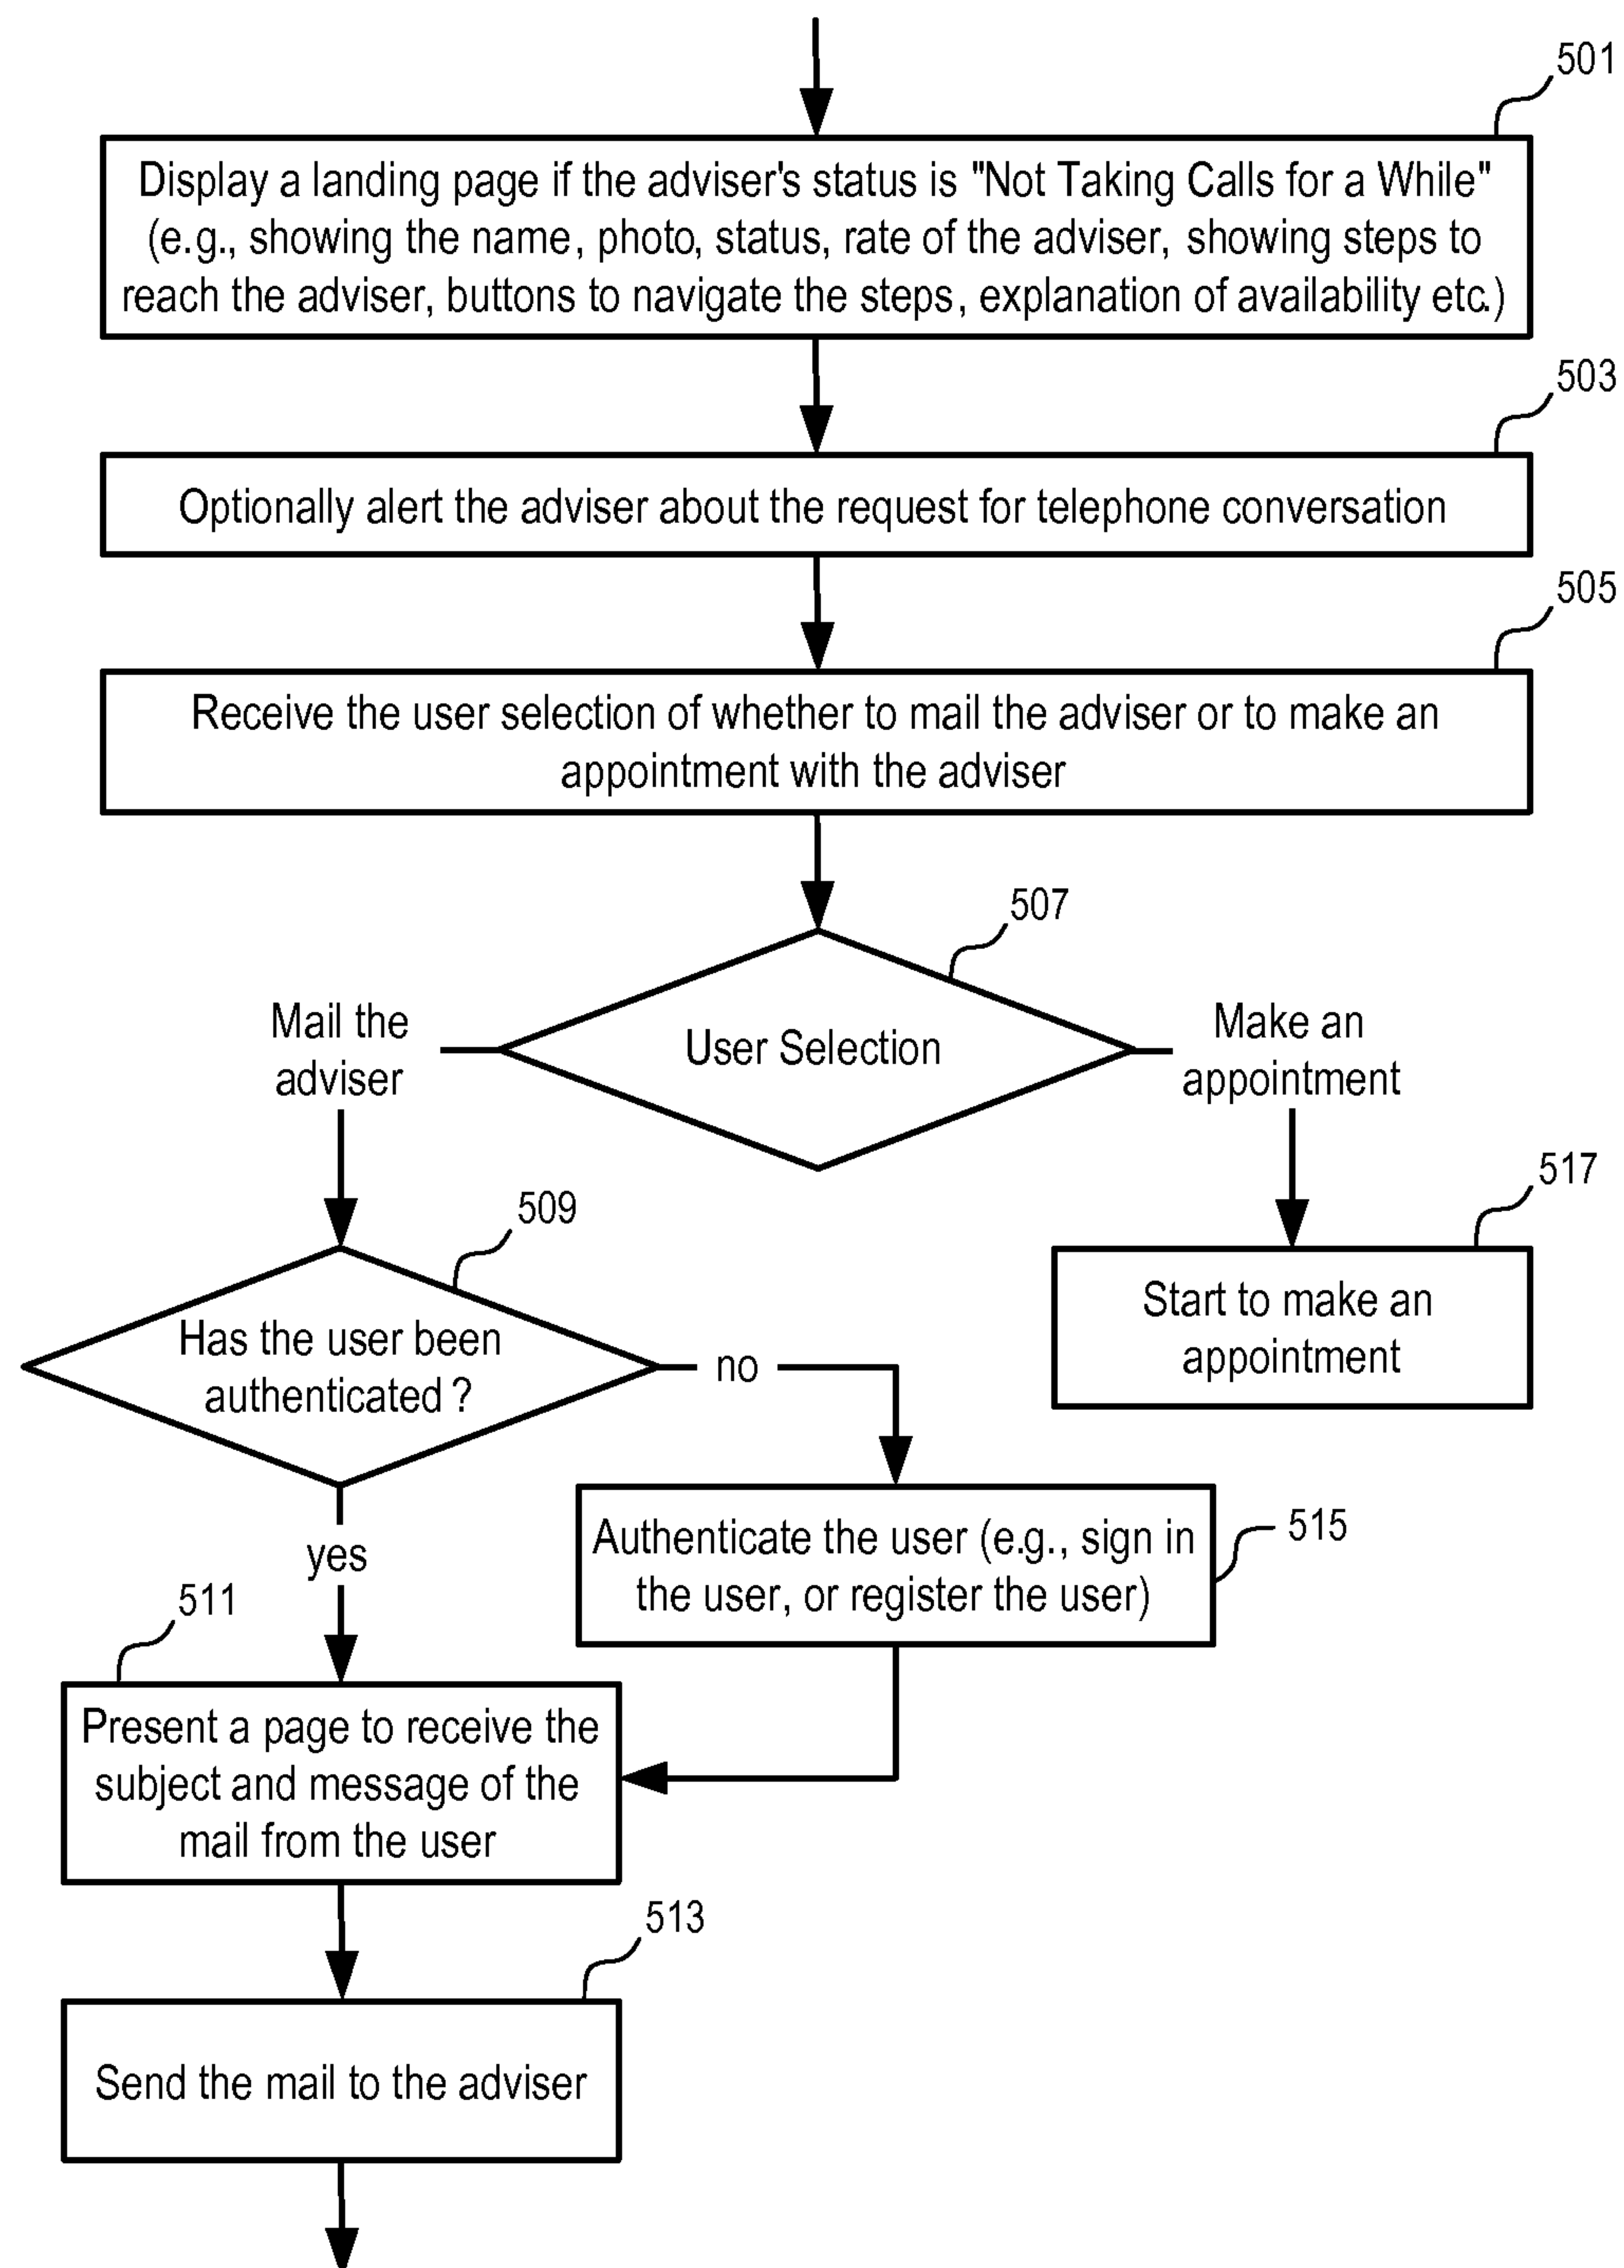 501
Display a landing page if the adviser's status is "Not Taking Calls for a While"
(e.g., showing the name, photo, status, rate of the adviser, showing steps to
reach the adviser, buttons to navigate the steps, explanation of availability etc.)
503
Optionally alert the adviser about the request for telephone conversation
505
Receive the user selection of whether to mail the adviser or to make an
appointment with the adviser
507
User Selection
Mail the
adviser
Make an
appointment
509
Has the user been
authenticated?
no
yes
517
Start to make an
appointment
515
Authenticate the user (e.g., sign in
the user, or register the user)
511
Present a page to receive the
subject and message of the
mail from the user
513
Send the mail to the adviser